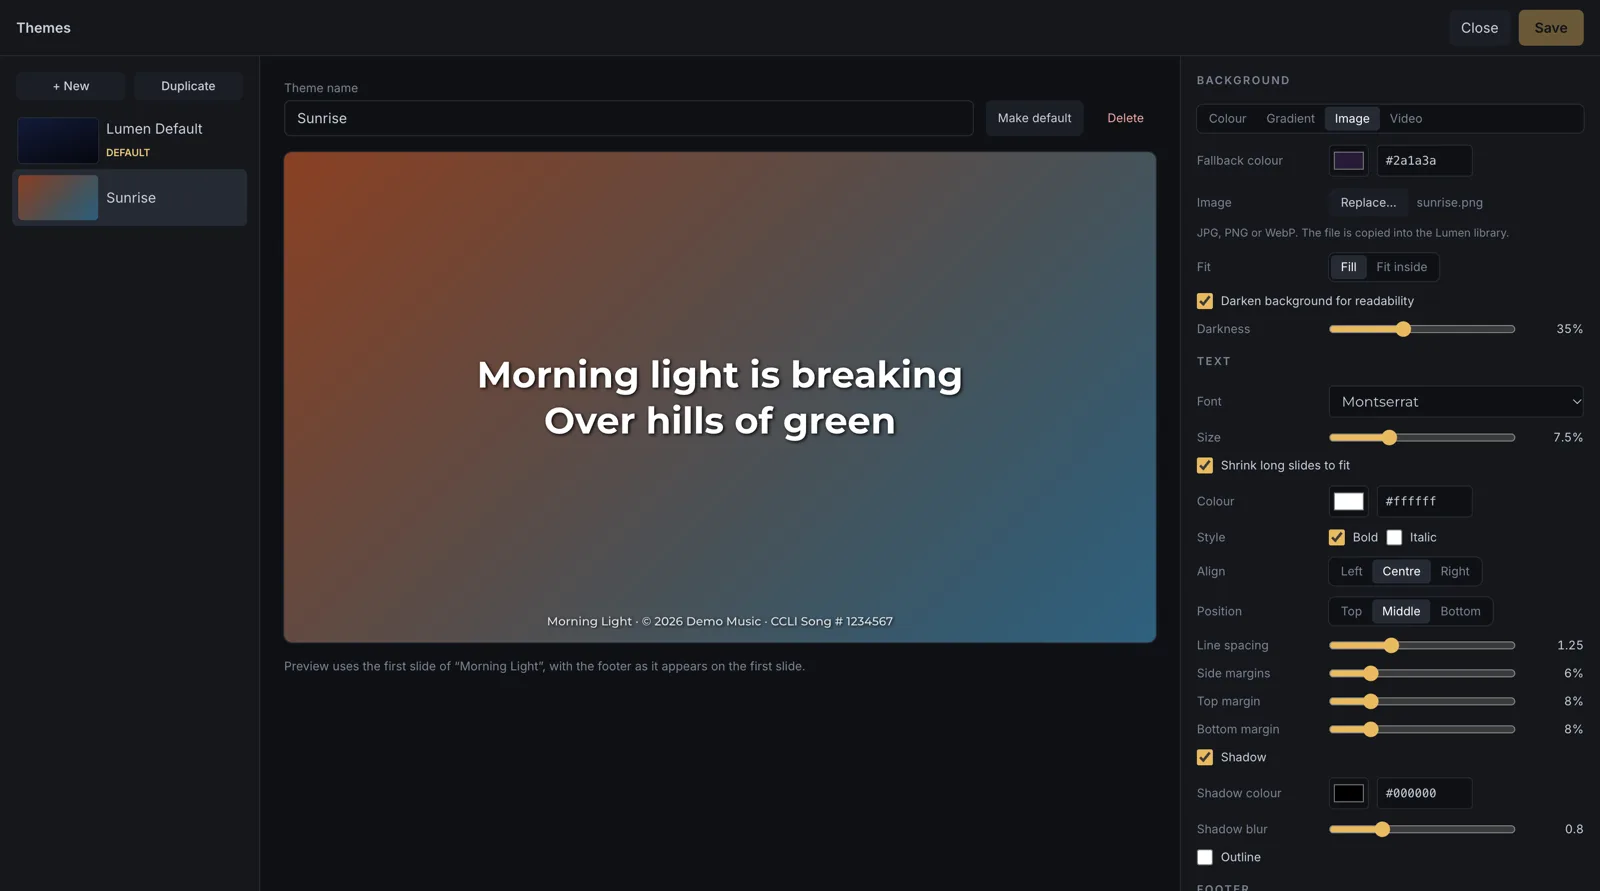 Themes
Close
Save
+ New
Duplicate
Lumen Default
DEFAULT
Sunrise
Theme name
Sunrise
Make default
Delete
Morning light is breaking
Over hills of green
Morning Light · © 2026 Demo Music · CCLI Song # 1234567
Preview uses the first slide of “Morning Light”, with the footer as it appears on the first slide.
BACKGROUND
Colour Gradient Image Video
Fallback colour #2a1a3a
Image Replace... sunrise.png
JPG, PNG or WebP. The file is copied into the Lumen library.
Fit Fill Fit inside
Darken background for readability
Darkness 35%
TEXT
Font Montserrat
Size 7.5%
Shrink long slides to fit
Colour #ffffff
Style Bold Italic
Align Left Centre Right
Position Top Middle Bottom
Line spacing 1.25
Side margins 6%
Top margin 8%
Bottom margin 8%
Shadow
Shadow colour #000000
Shadow blur 0.8
Outline
FOOTER